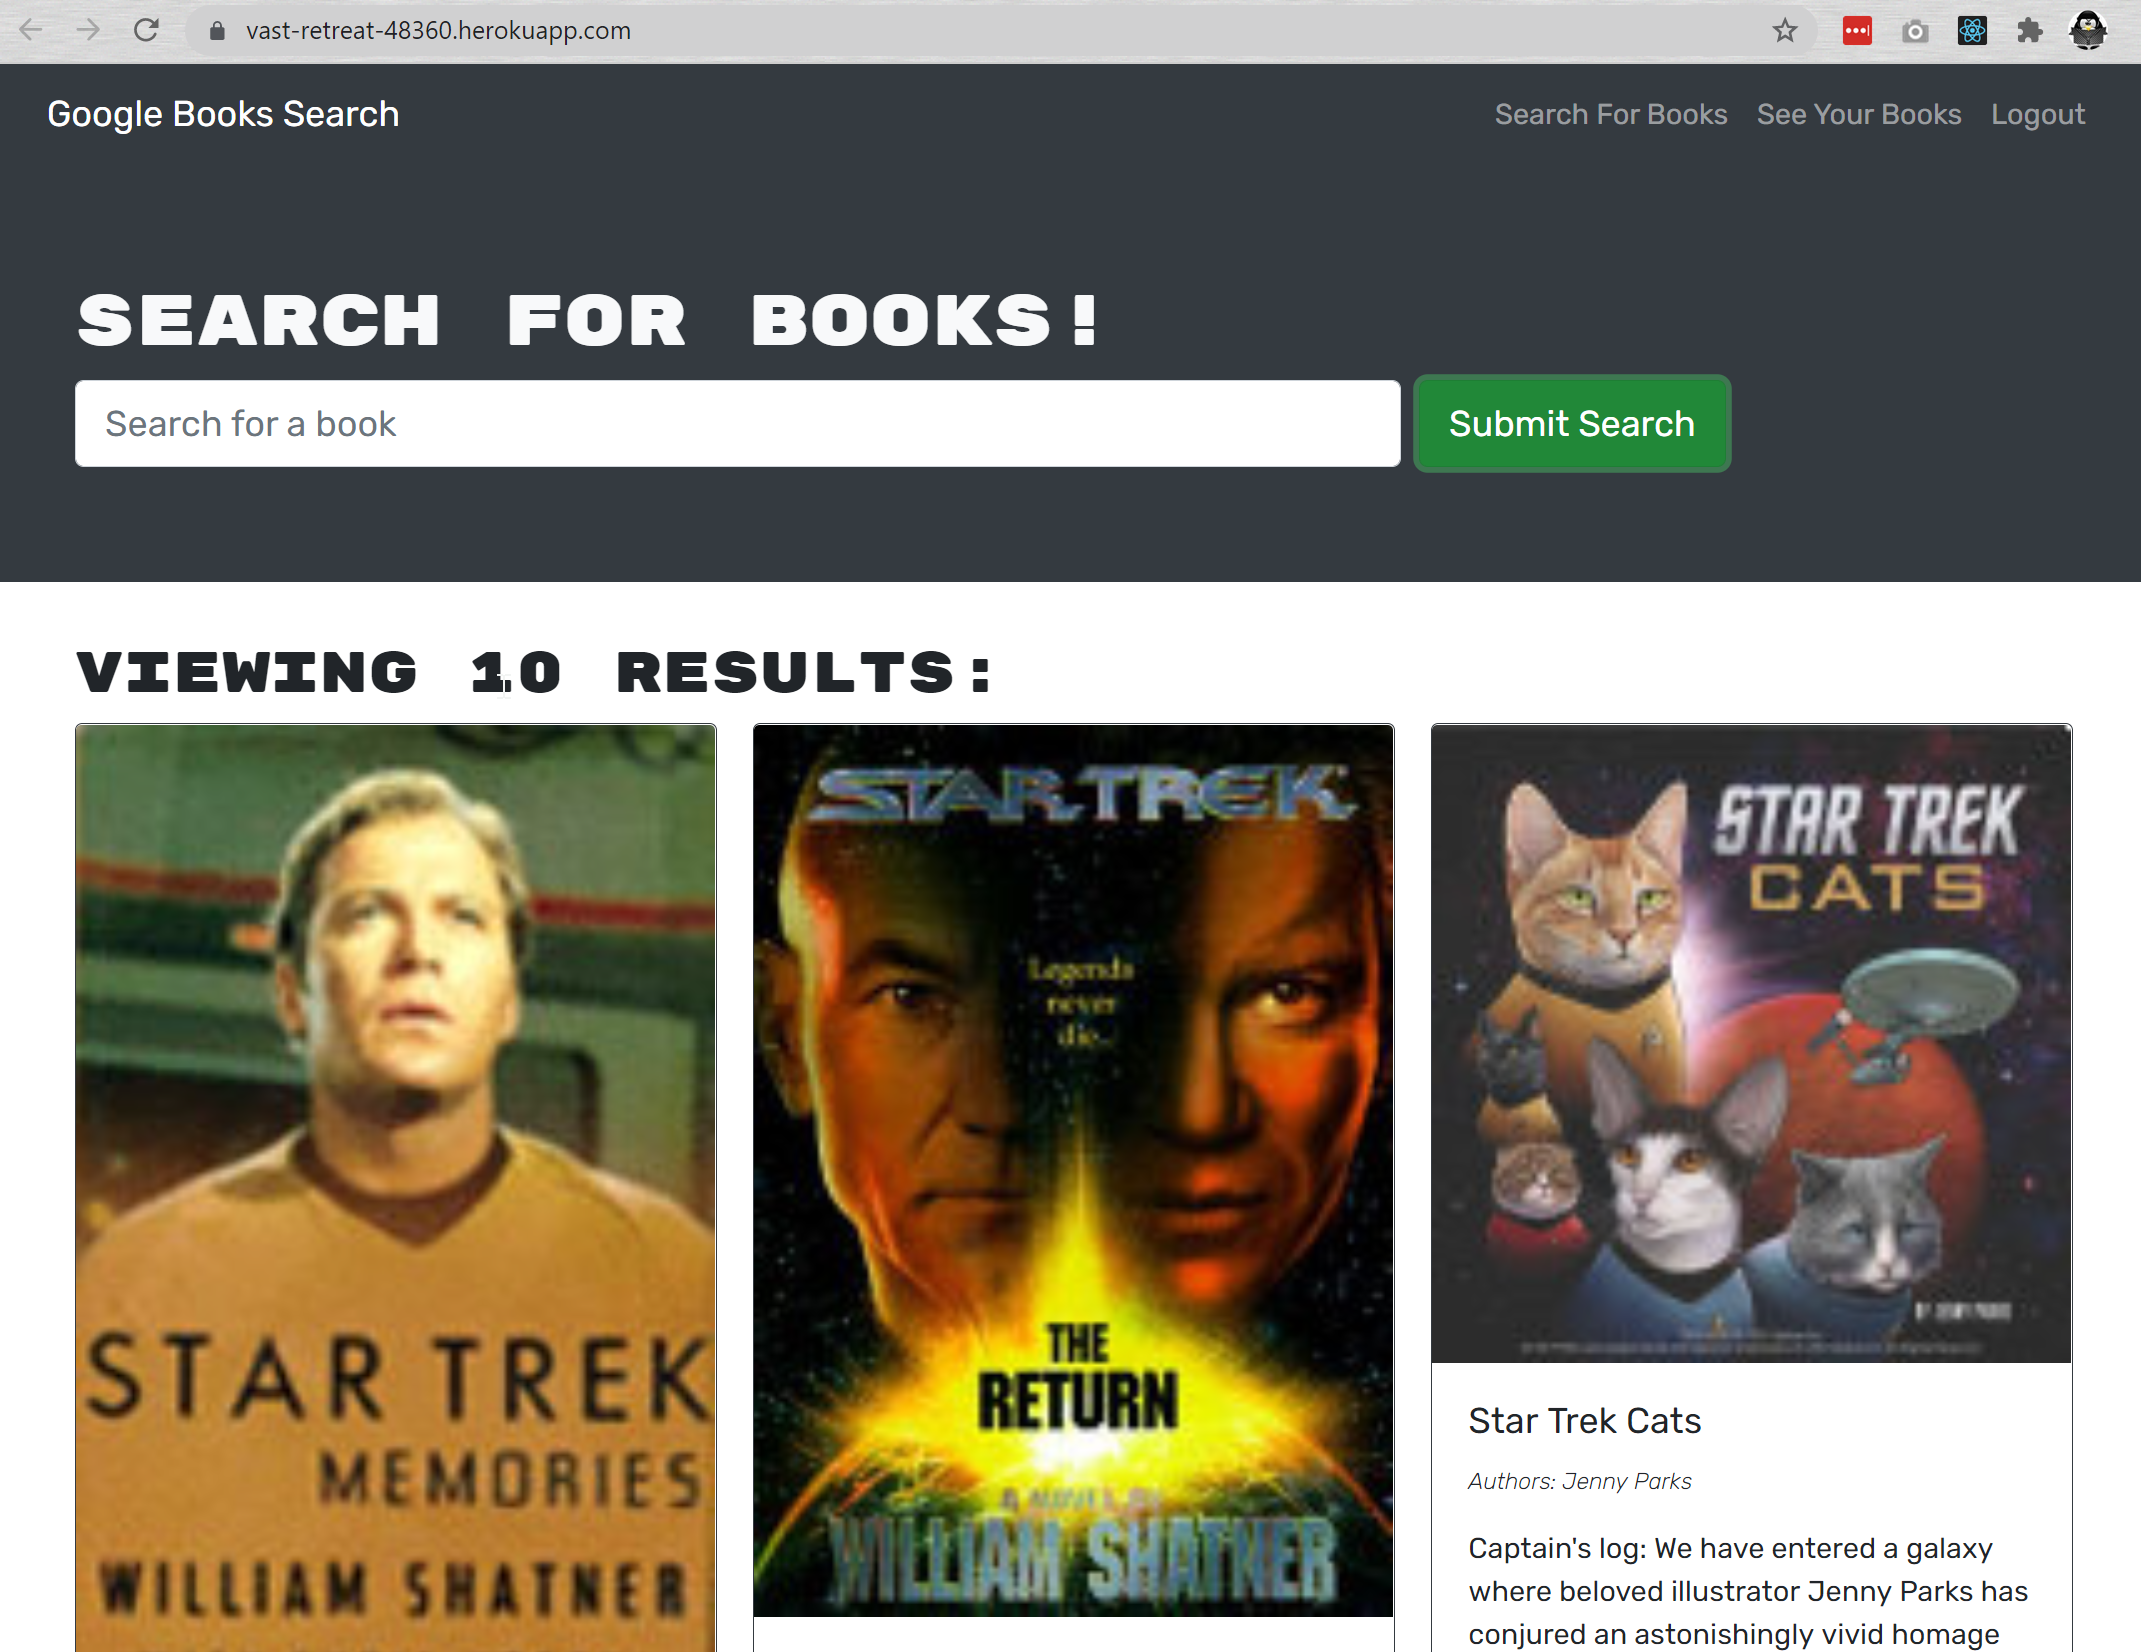 vast-retreat-48360.herokuapp.com
Google Books Search
Search For Books
See Your Books
Logout
SEARCH FOR BOOKS!
Search for a book
Submit Search
VIEWING 10 RESULTS:
STAR TREK
MEMORIES
WILLIAM SHATNER
STAR TREK
Legends
never
die...
THE
RETURN
A NOVEL BY
WILLIAM SHATNER
STAR TREK
CATS
BY JENNY PARKS
Star Trek Cats
Authors: Jenny Parks
Captain's log: We have entered a galaxy
where beloved illustrator Jenny Parks has
conjured an astonishingly vivid homage